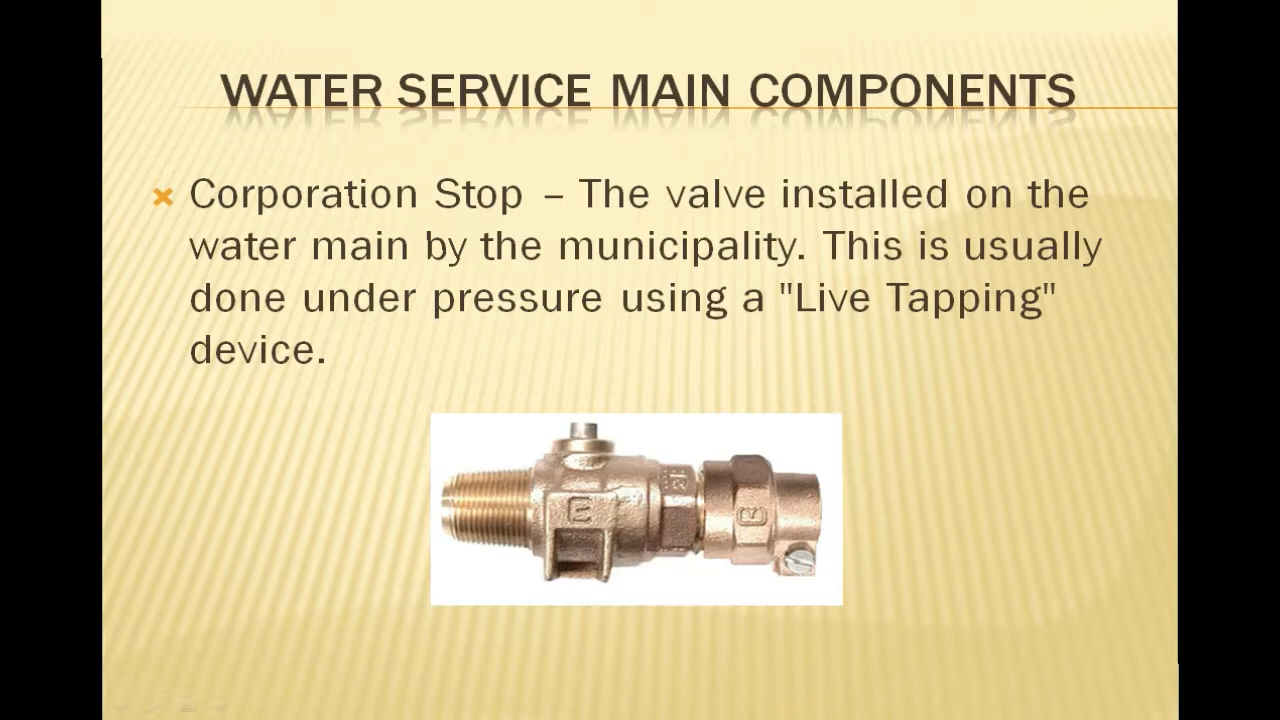 WATER SERVICE MAIN COMPONENTS
Corporation Stop – The valve installed on the
water main by the municipality. This is usually
done under pressure using a "Live Tapping"
device.